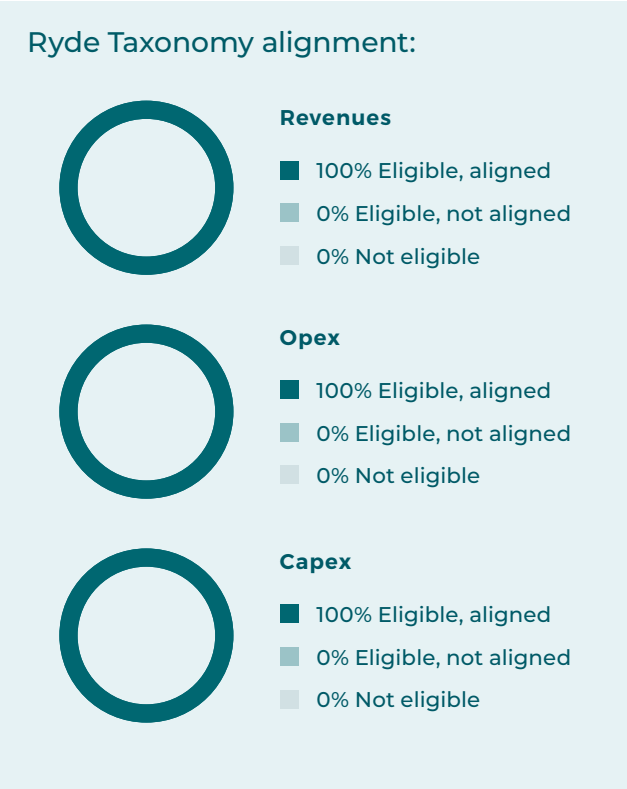 Ryde Taxonomy alignment:
Revenues
100% Eligible, aligned
0% Eligible, not aligned
0% Not eligible
Opex
100% Eligible, aligned
0% Eligible, not aligned
0% Not eligible
Capex
100% Eligible, aligned
0% Eligible, not aligned
0% Not eligible